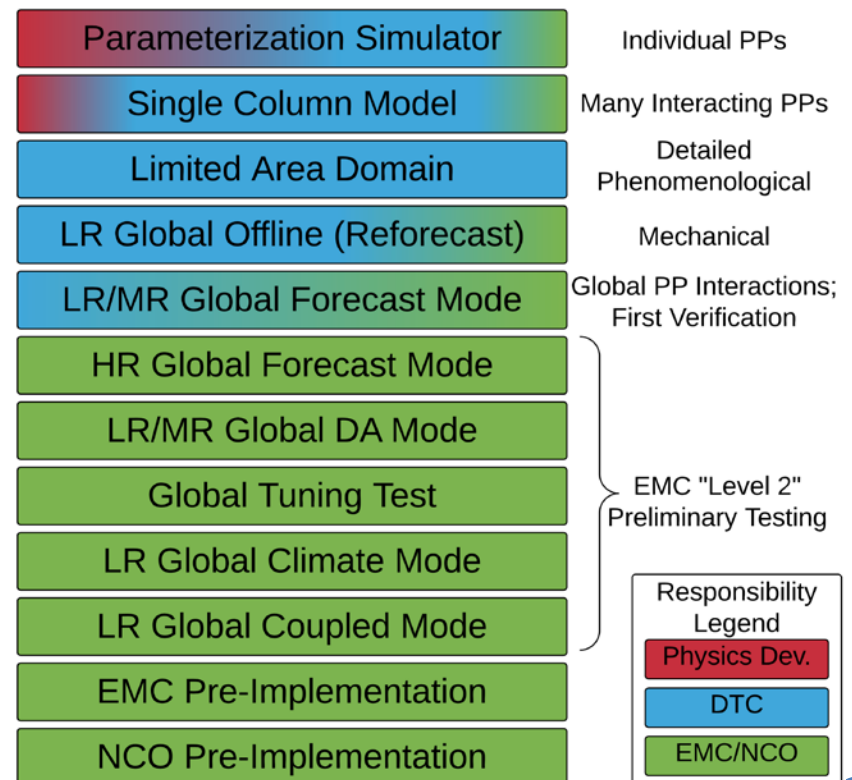 Parameterization Simulator
Individual PPs
Single Column Model
Many Interacting PPs
Limited Area Domain
Detailed
Phenomenological
LR Global Offline (Reforecast)
Mechanical
LR/MR Global Forecast Mode
Global PP Interactions;
First Verification
HR Global Forecast Mode
LR/MR Global DA Mode
Global Tuning Test
LR Global Climate Mode
LR Global Coupled Mode
EMC "Level 2"
Preliminary Testing
EMC Pre-Implementation
NCO Pre-Implementation
Responsibility
Legend
Physics Dev.
DTC
EMC/NCO